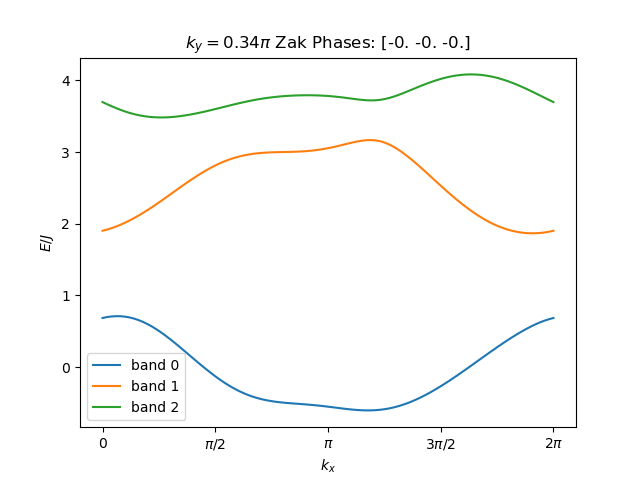 $k_y = 0.34\pi$ Zak Phases: [-0. -0. -0.]
E/J
4
3
2
1
0
band 0
band 1
band 2
0
π/2
π
3π/2
2π
$k_x$